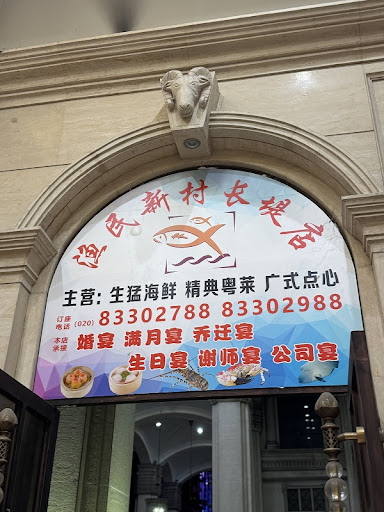 渔民新村长堤店
主营: 生猛海鲜 精典粤菜 广式点心
订座电话 (020) 83302788 83302988
本店承接 婚宴 满月宴 乔迁宴
生日宴 谢师宴 公司宴